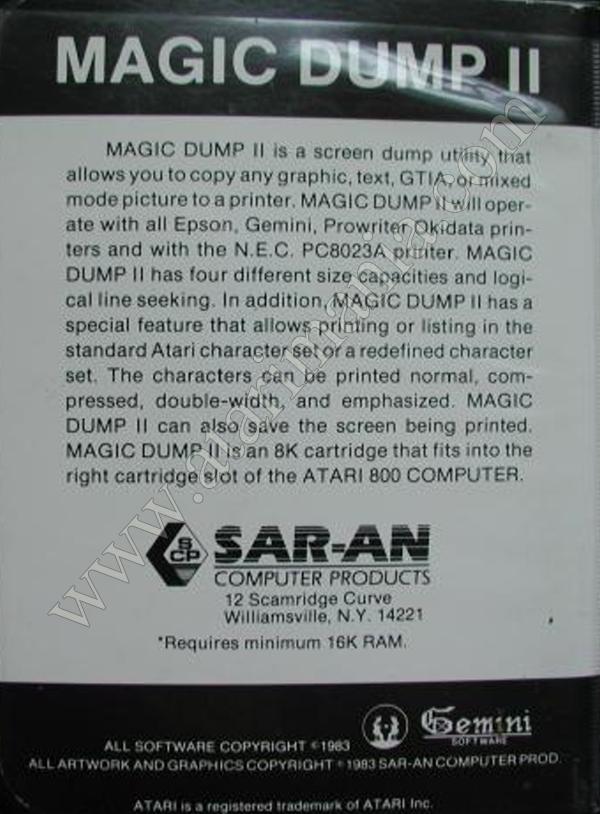 MAGIC DUMP II
MAGIC DUMP II is a screen dump utility that
allows you to copy any graphic, text, GTIA, or mixed
mode picture to a printer. MAGIC DUMP II will oper-
ate with all Epson, Gemini, Prowriter Okidata prin-
ters and with the N.E.C. PC8023A printer. MAGIC
DUMP II has four different size capacities and logi-
cal line seeking. In addition, MAGIC DUMP II has a
special feature that allows printing or listing in the
standard Atari character set or a redefined character
set. The characters can be printed normal, com-
pressed, double-width, and emphasized. MAGIC
DUMP II can also save the screen being printed.
MAGIC DUMP II is an 8K cartridge that fits into the
right cartridge slot of the ATARI 800 COMPUTER.
SCP
SAR-AN
COMPUTER PRODUCTS
12 Scamridge Curve
Williamsville, N.Y. 14221
*Requires minimum 16K RAM.
Gemini
SOFTWARE
ALL SOFTWARE COPYRIGHT ©1983
ALL ARTWORK AND GRAPHICS COPYRIGHT ©1983 SAR-AN COMPUTER PROD.
ATARI is a registered trademark of ATARI Inc.
www.atarimania.com